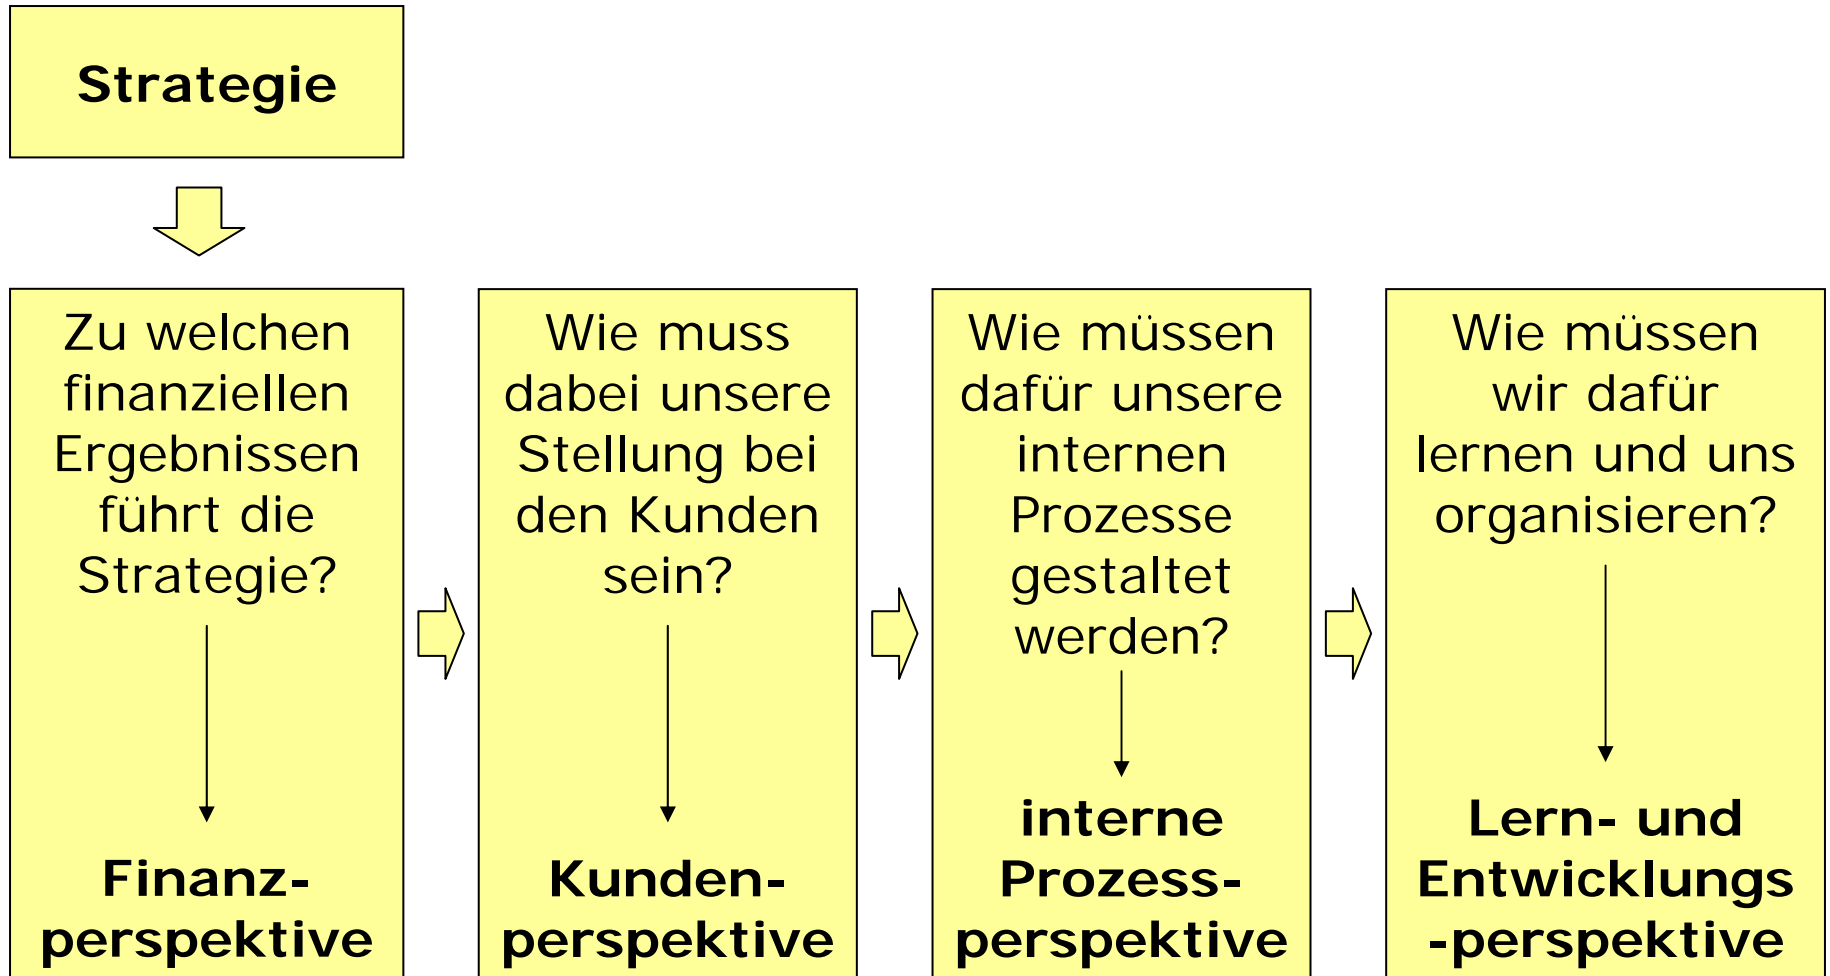 Strategie
Zu welchen
finanziellen
Ergebnissen
führt die
Strategie?
Finanz-
perspektive
Wie muss
dabei unsere
Stellung bei
den Kunden
sein?
Kunden-
perspektive
Wie müssen
dafür unsere
internen
Prozesse
gestaltet
werden?
interne
Prozess-
perspektive
Wie müssen
wir dafür
lernen und uns
organisieren?
Lern- und
Entwicklungs
-perspektive